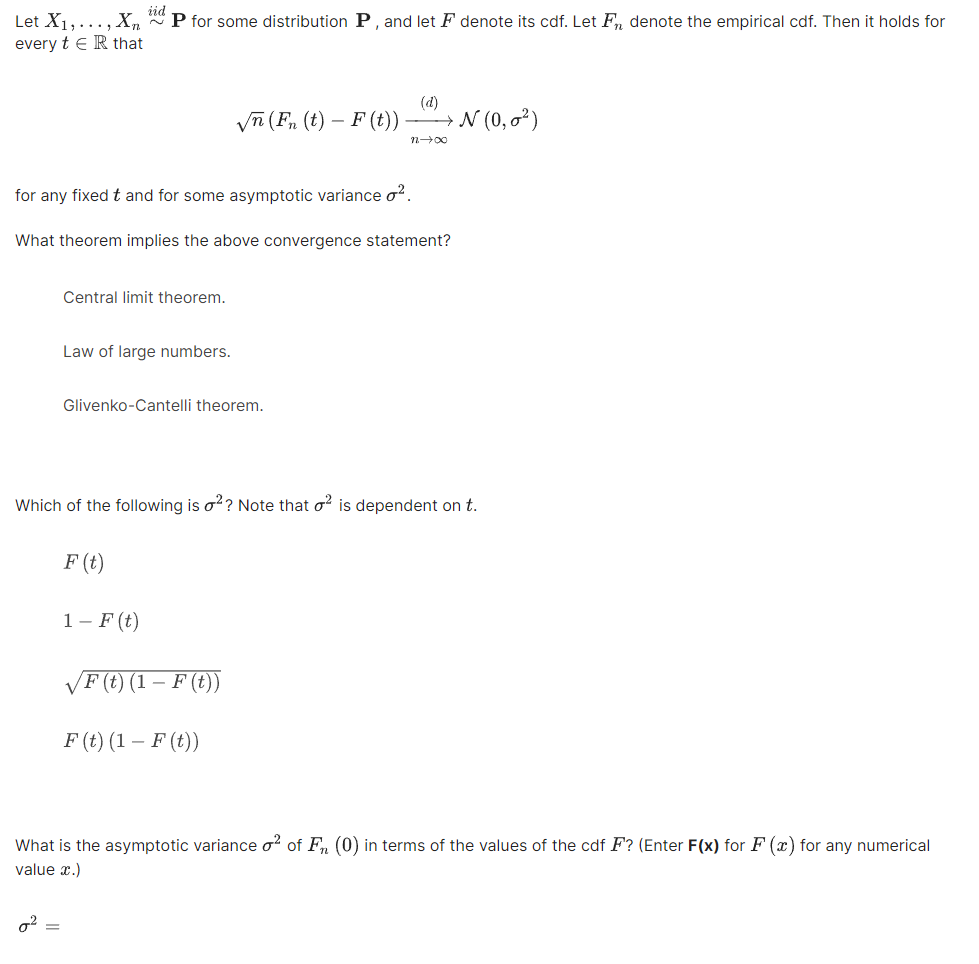 Let $X_1, \ldots, X_n \overset{iid}{\sim} \mathbf{P}$ for some distribution $\mathbf{P}$ , and let $F$ denote its cdf. Let $F_n$ denote the empirical cdf. Then it holds for
every $t \in \mathbb{R}$ that
$\sqrt{n}\,(F_n\,(t) - F\,(t)) \xrightarrow[n\to\infty]{(d)} \mathcal{N}\,(0, \sigma^2)$
for any fixed $t$ and for some asymptotic variance $\sigma^2$.
What theorem implies the above convergence statement?
Central limit theorem.
Law of large numbers.
Glivenko-Cantelli theorem.
Which of the following is $\sigma^2$? Note that $\sigma^2$ is dependent on $t$.
$F\,(t)$
$1 - F\,(t)$
$\sqrt{F\,(t)\,(1 - F\,(t))}$
$F\,(t)\,(1 - F\,(t))$
What is the asymptotic variance $\sigma^2$ of $F_n\,(0)$ in terms of the values of the cdf $F$? (Enter F(x) for $F\,(x)$ for any numerical
value $x$.)
$\sigma^2 =$